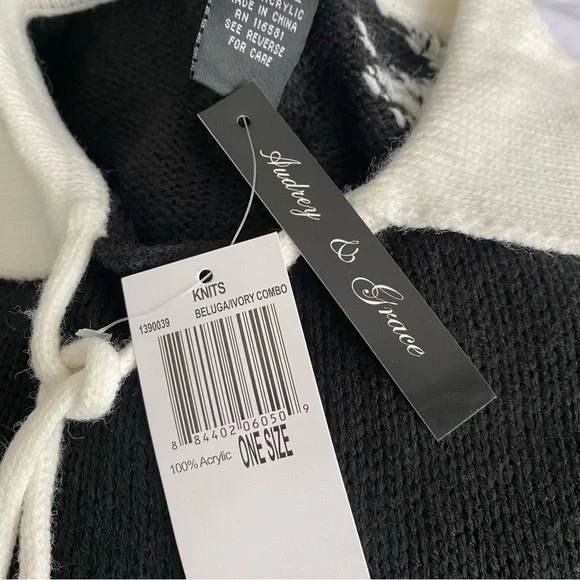 ACRYLIC
MADE IN CHINA
RN 116581
SEE REVERSE
FOR CARE
Audrey & Grace
KNITS
1390039
BELUGA/IVORY COMBO
8 84402 06050 9
100% Acrylic
ONE SIZE